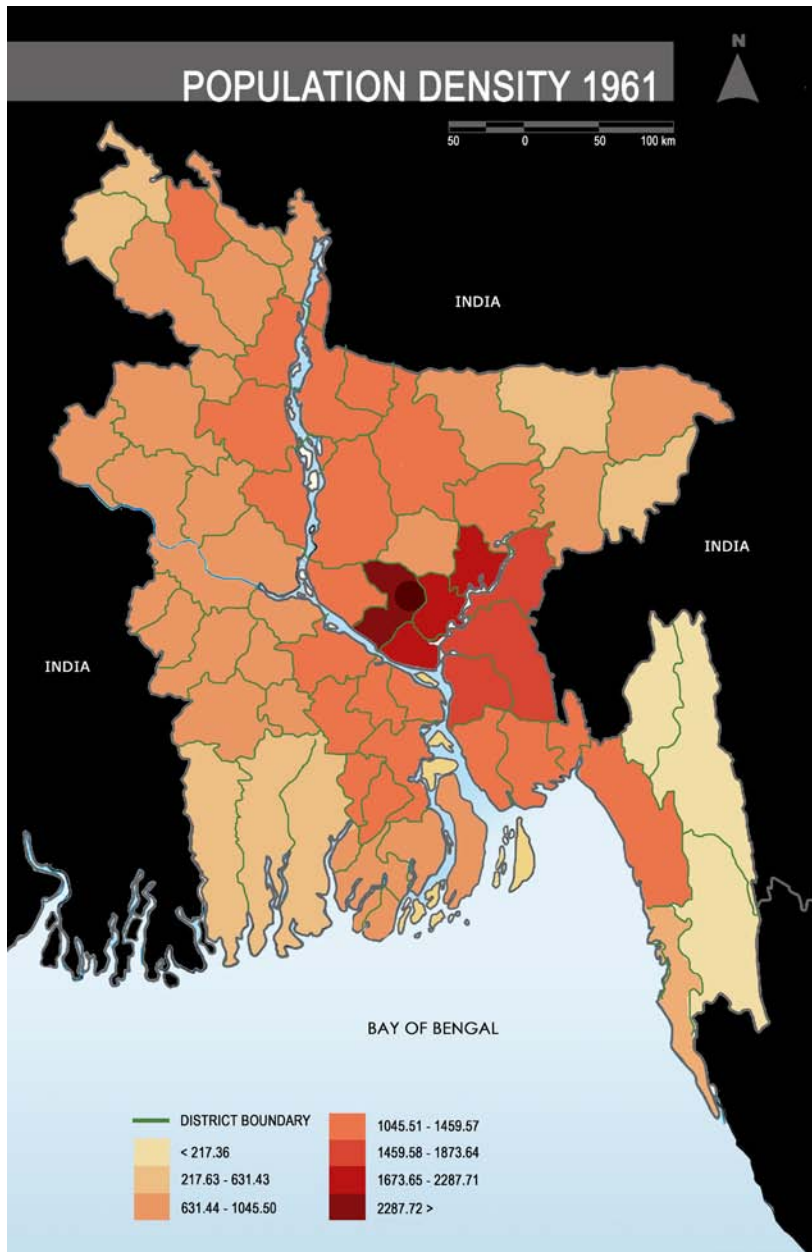 POPULATION DENSITY 1961
N
50 0 50 100 km
INDIA
INDIA
INDIA
BAY OF BENGAL
DISTRICT BOUNDARY
< 217.36
217.63 - 631.43
631.44 - 1045.50
1045.51 - 1459.57
1459.58 - 1873.64
1673.65 - 2287.71
2287.72 >